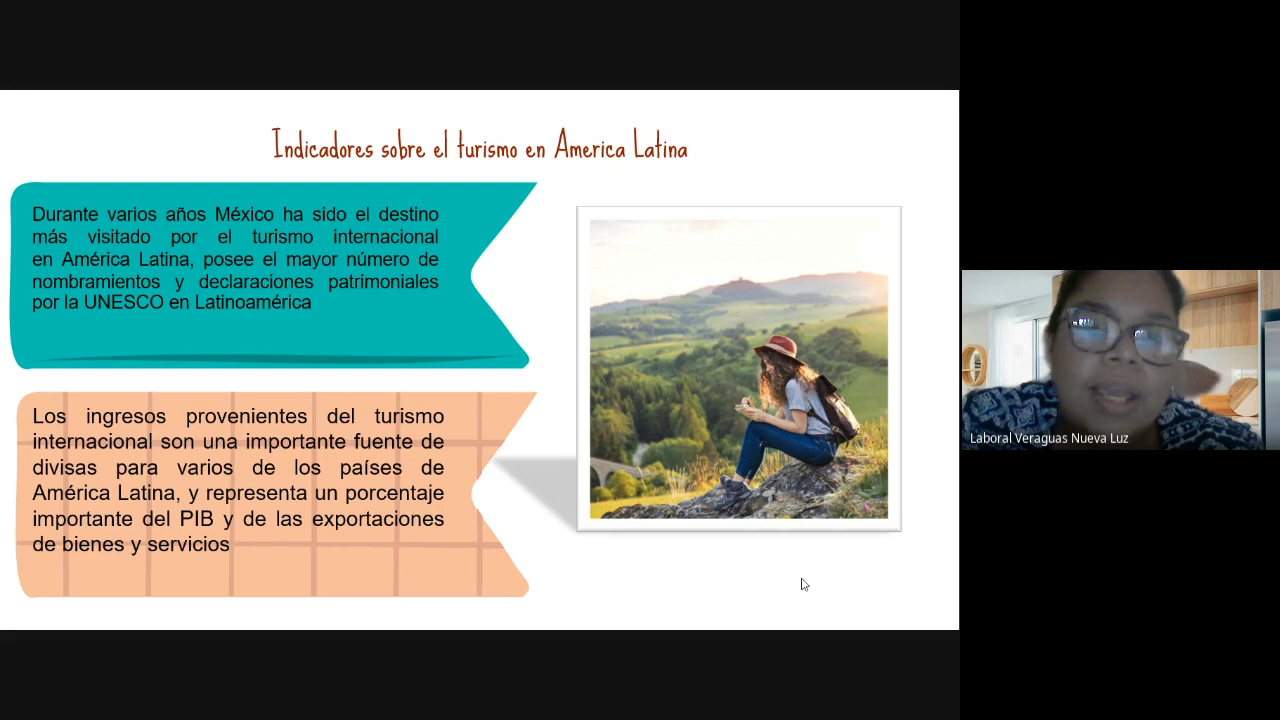 Indicadores sobre el turismo en America Latina
Durante varios años México ha sido el destino
más visitado por el turismo internacional
en América Latina, posee el mayor número de
nombramientos y declaraciones patrimoniales
por la UNESCO en Latinoamérica
Los ingresos provenientes del turismo
internacional son una importante fuente de
divisas para varios de los países de
América Latina, y representa un porcentaje
importante del PIB y de las exportaciones
de bienes y servicios
Laboral Veraguas Nueva Luz